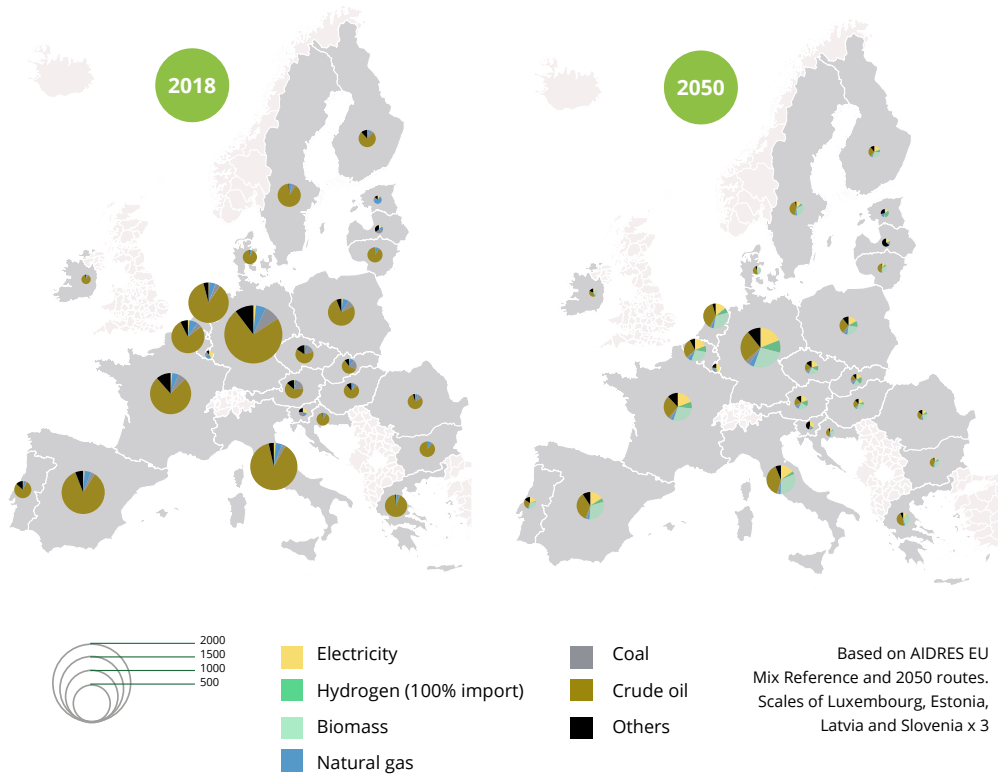 2018
2050
2000
1500
1000
500
Electricity
Hydrogen (100% import)
Biomass
Natural gas
Coal
Crude oil
Others
Based on AIDRES EU
Mix Reference and 2050 routes.
Scales of Luxembourg, Estonia,
Latvia and Slovenia x 3